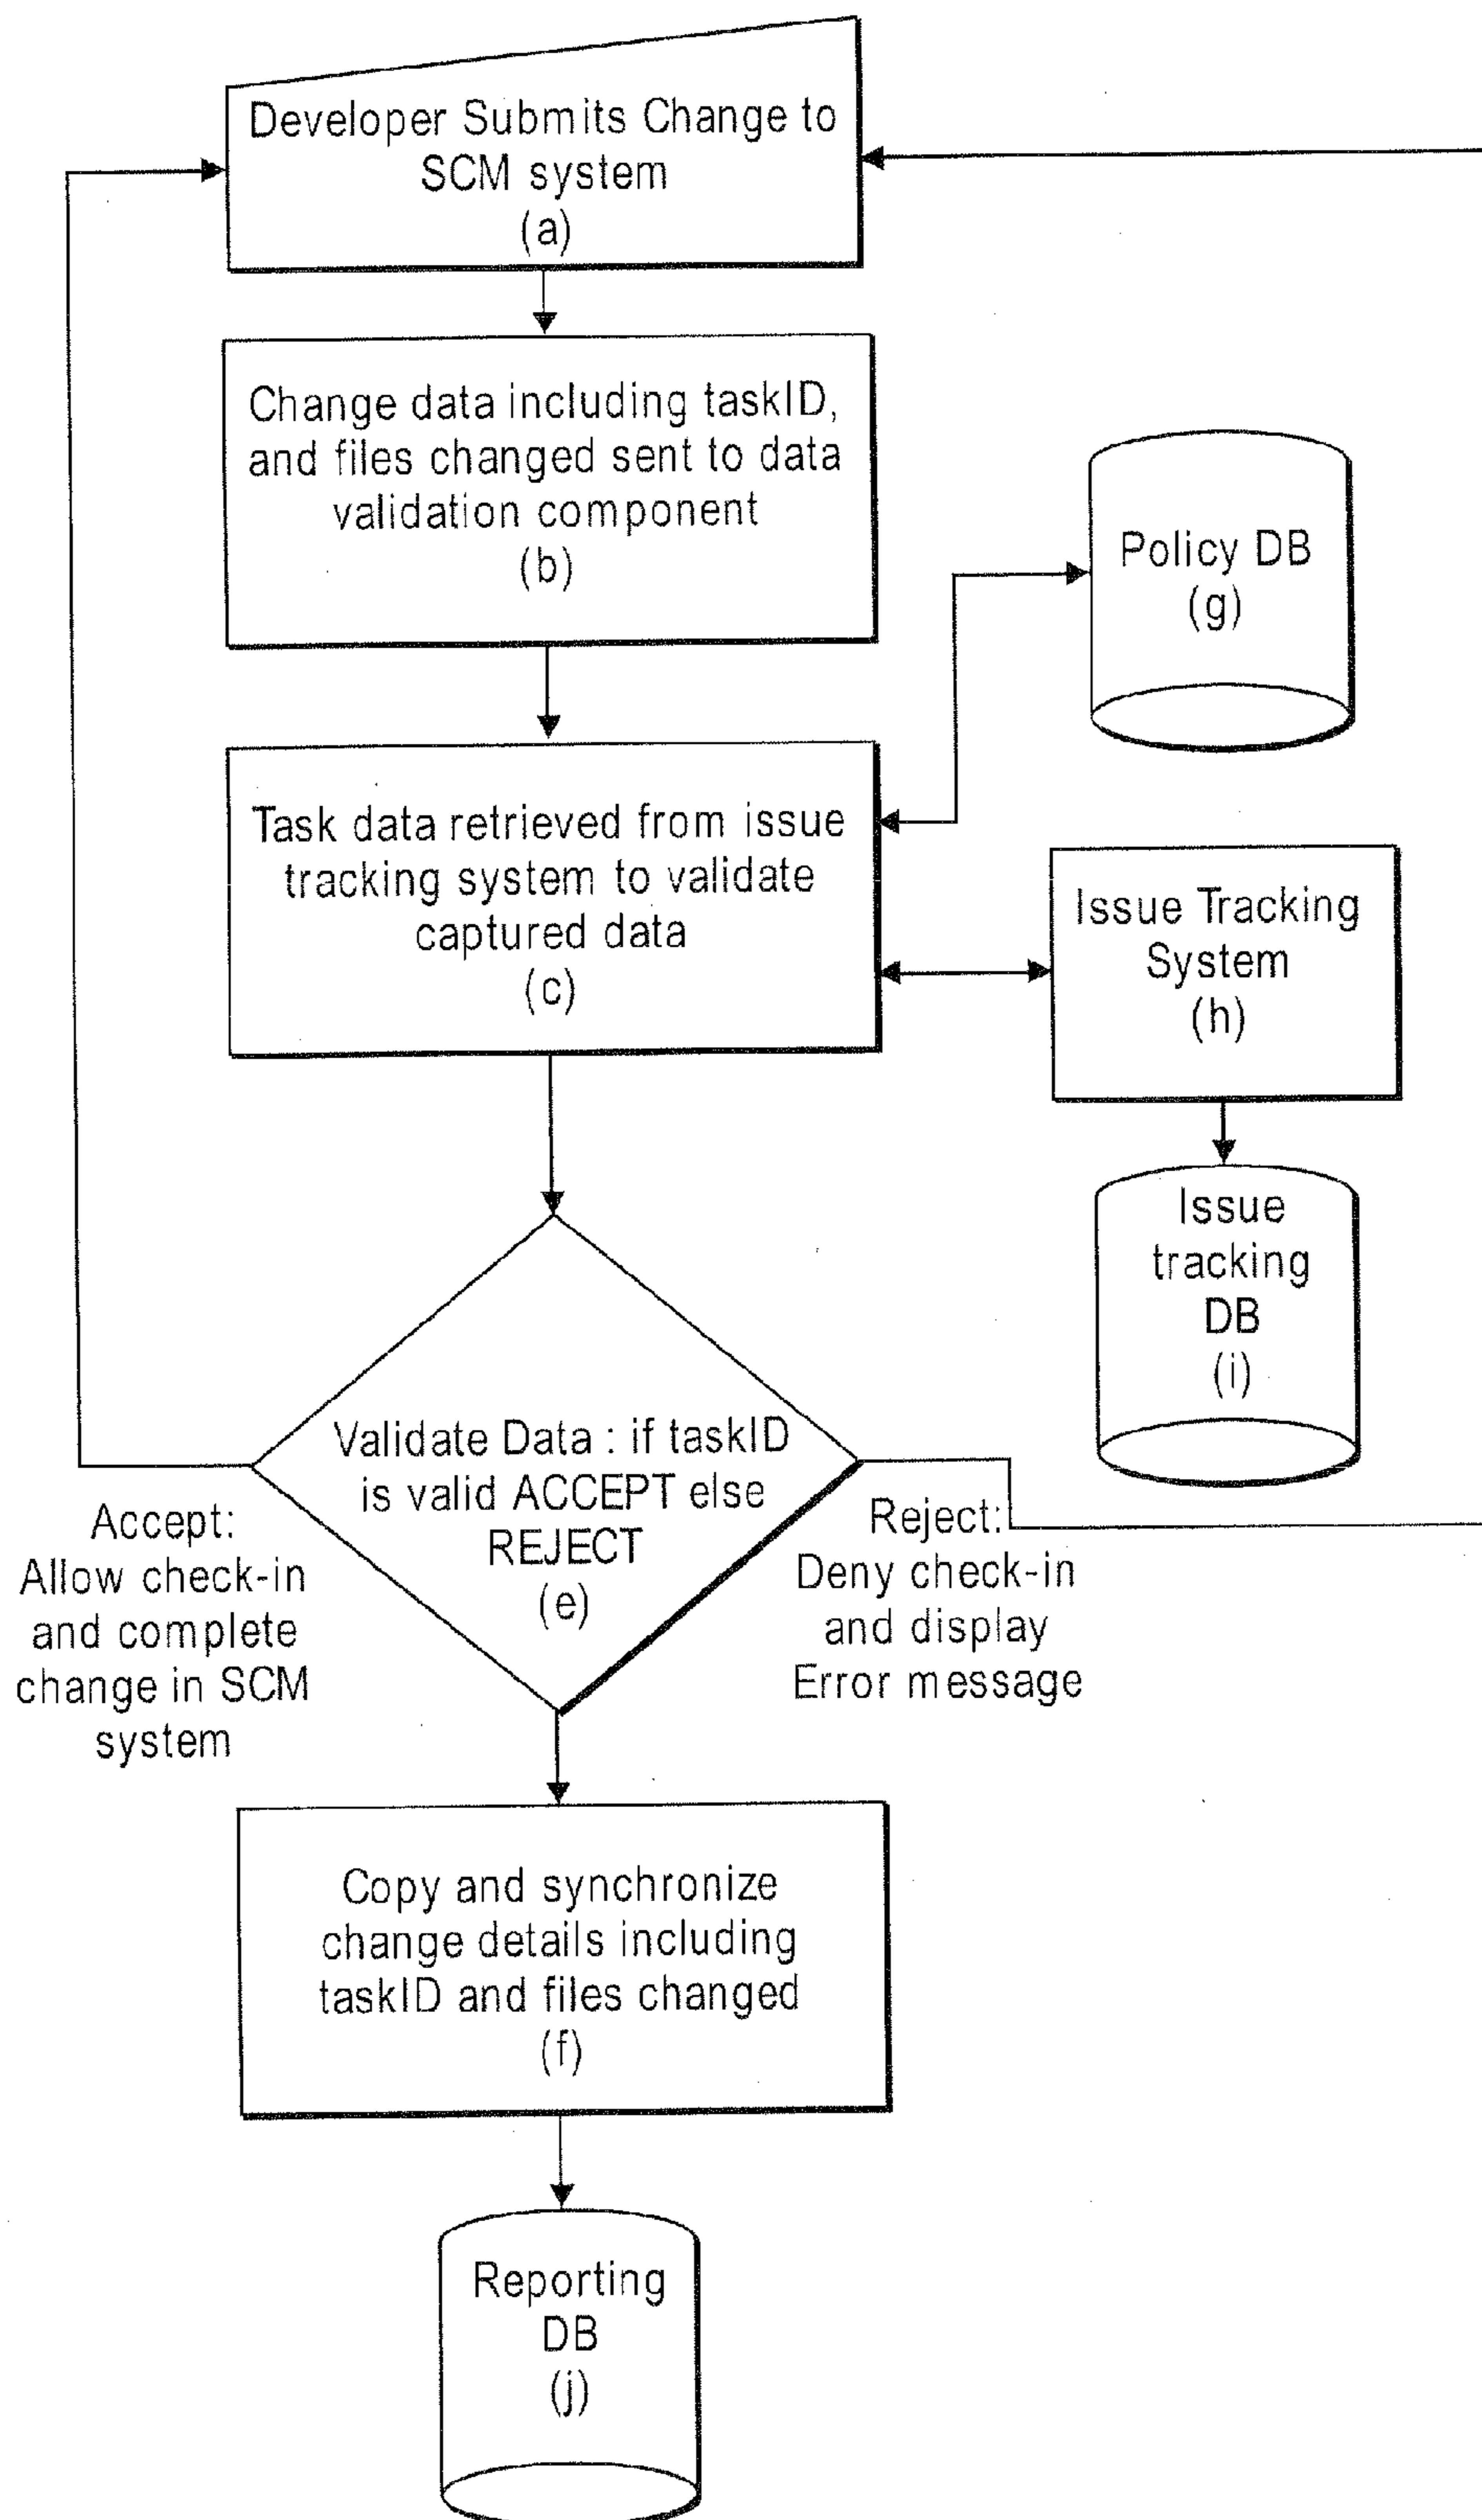 Developer Submits Change to
SCM system
(a)
Change data including taskID,
and files changed sent to data
validation component
(b)
Policy DB
(g)
Task data retrieved from issue
tracking system to validate
captured data
(c)
Issue Tracking
System
(h)
Issue
tracking
DB
(i)
Validate Data : if taskID
is valid ACCEPT else
REJECT
(e)
Accept:
Allow check-in
and complete
change in SCM
system
Reject:
Deny check-in
and display
Error message
Copy and synchronize
change details including
taskID and files changed
(f)
Reporting
DB
(j)